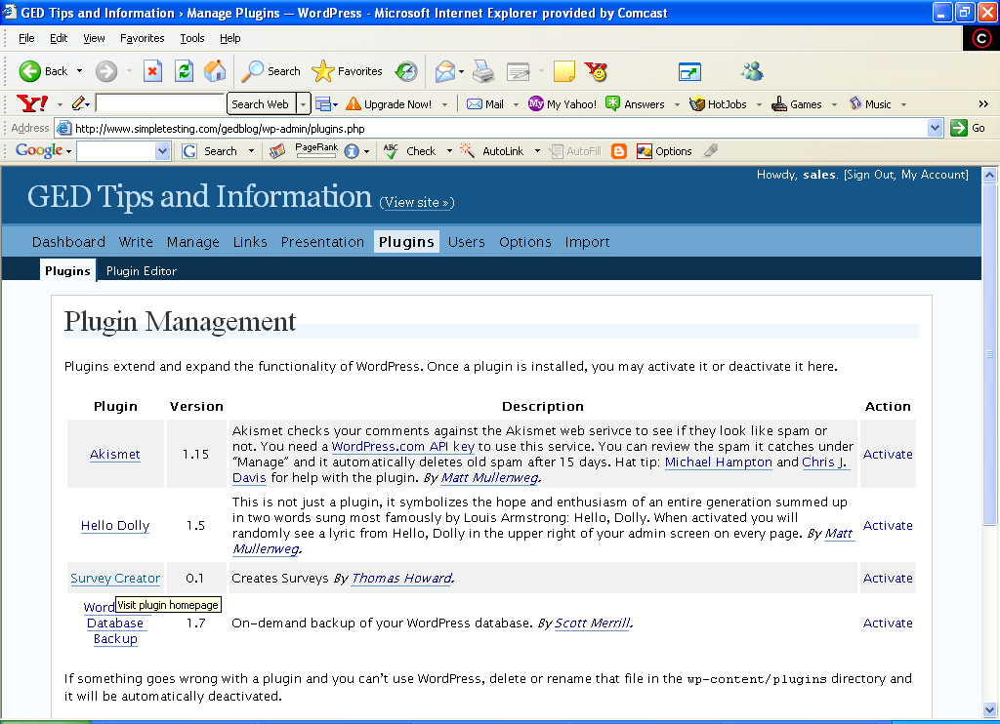 GED Tips and Information › Manage Plugins — WordPress - Microsoft Internet Explorer provided by Comcast
File Edit View Favorites Tools Help
Back Search Favorites
Y! Search Web Upgrade Now! Mail My Yahoo! Answers HotJobs Games Music »
Address http://www.simpletesting.com/gedblog/wp-admin/plugins.php Go
Google G Search PageRank ABC Check AutoLink AutoFill Options
Howdy, sales. [Sign Out, My Account]
GED Tips and Information (View site »)
Dashboard Write Manage Links Presentation Plugins Users Options Import
Plugins Plugin Editor
Plugin Management
Plugins extend and expand the functionality of WordPress. Once a plugin is installed, you may activate it or deactivate it here.
Plugin Version Description Action
Akismet 1.15 Akismet checks your comments against the Akismet web serivce to see if they look like spam or
not. You need a WordPress.com API key to use this service. You can review the spam it catches under
“Manage” and it automatically deletes old spam after 15 days. Hat tip: Michael Hampton and Chris J.
Davis for help with the plugin. By Matt Mullenweg. Activate
Hello Dolly 1.5 This is not just a plugin, it symbolizes the hope and enthusiasm of an entire generation summed up
in two words sung most famously by Louis Armstrong: Hello, Dolly. When activated you will
randomly see a lyric from Hello, Dolly in the upper right of your admin screen on every page. By Matt
Mullenweg. Activate
Survey Creator 0.1 Creates Surveys By Thomas Howard. Activate
Word
Visit plugin homepage
Database
Backup 1.7 On-demand backup of your WordPress database. By Scott Merrill. Activate
If something goes wrong with a plugin and you can’t use WordPress, delete or rename that file in the wp-content/plugins directory and
it will be automatically deactivated.